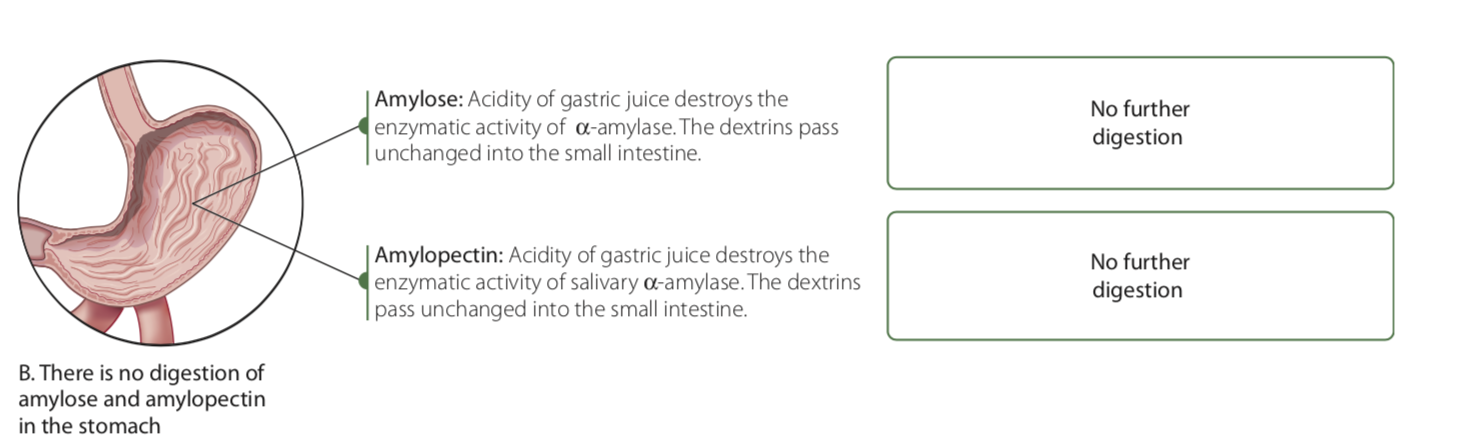 Amylose: Acidity of gastric juice destroys the
enzymatic activity of α-amylase. The dextrins pass
unchanged into the small intestine.
No further
digestion
Amylopectin: Acidity of gastric juice destroys the
enzymatic activity of salivary α-amylase. The dextrins
pass unchanged into the small intestine.
No further
digestion
B. There is no digestion of
amylose and amylopectin
in the stomach